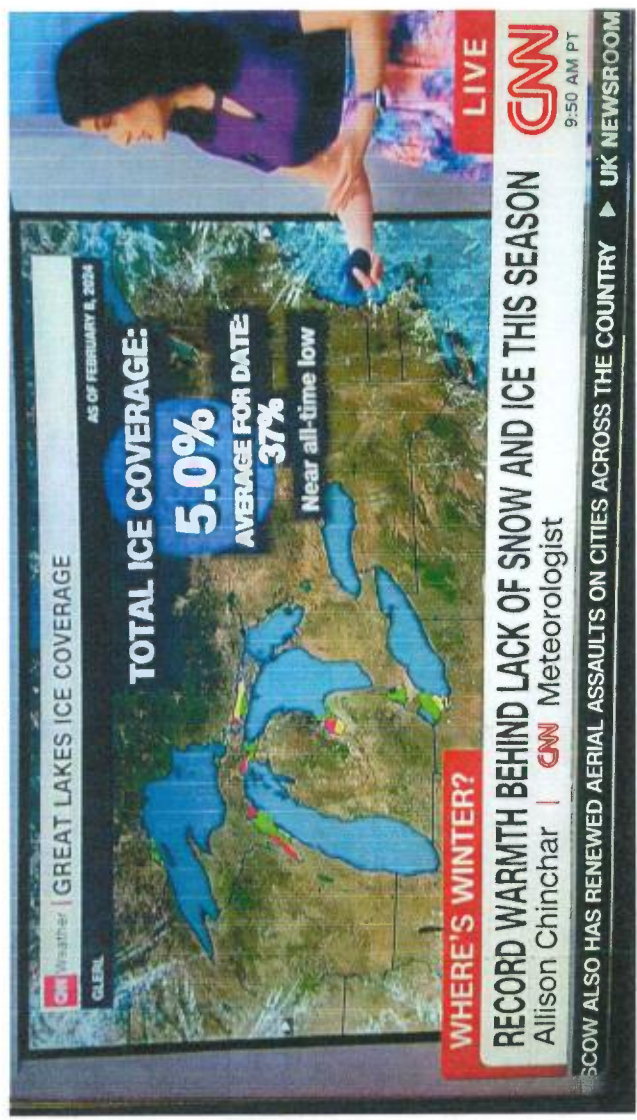 CNN Weather | GREAT LAKES ICE COVERAGE
GLERL
AS OF FEBRUARY 8, 2024
TOTAL ICE COVERAGE:
5.0%
AVERAGE FOR DATE:
37%
Near all-time low
WHERE'S WINTER?
LIVE
RECORD WARMTH BEHIND LACK OF SNOW AND ICE THIS SEASON
Allison Chinchar | CNN Meteorologist
CNN
9:50 AM PT
SCOW ALSO HAS RENEWED AERIAL ASSAULTS ON CITIES ACROSS THE COUNTRY ▶ UK NEWSROOM